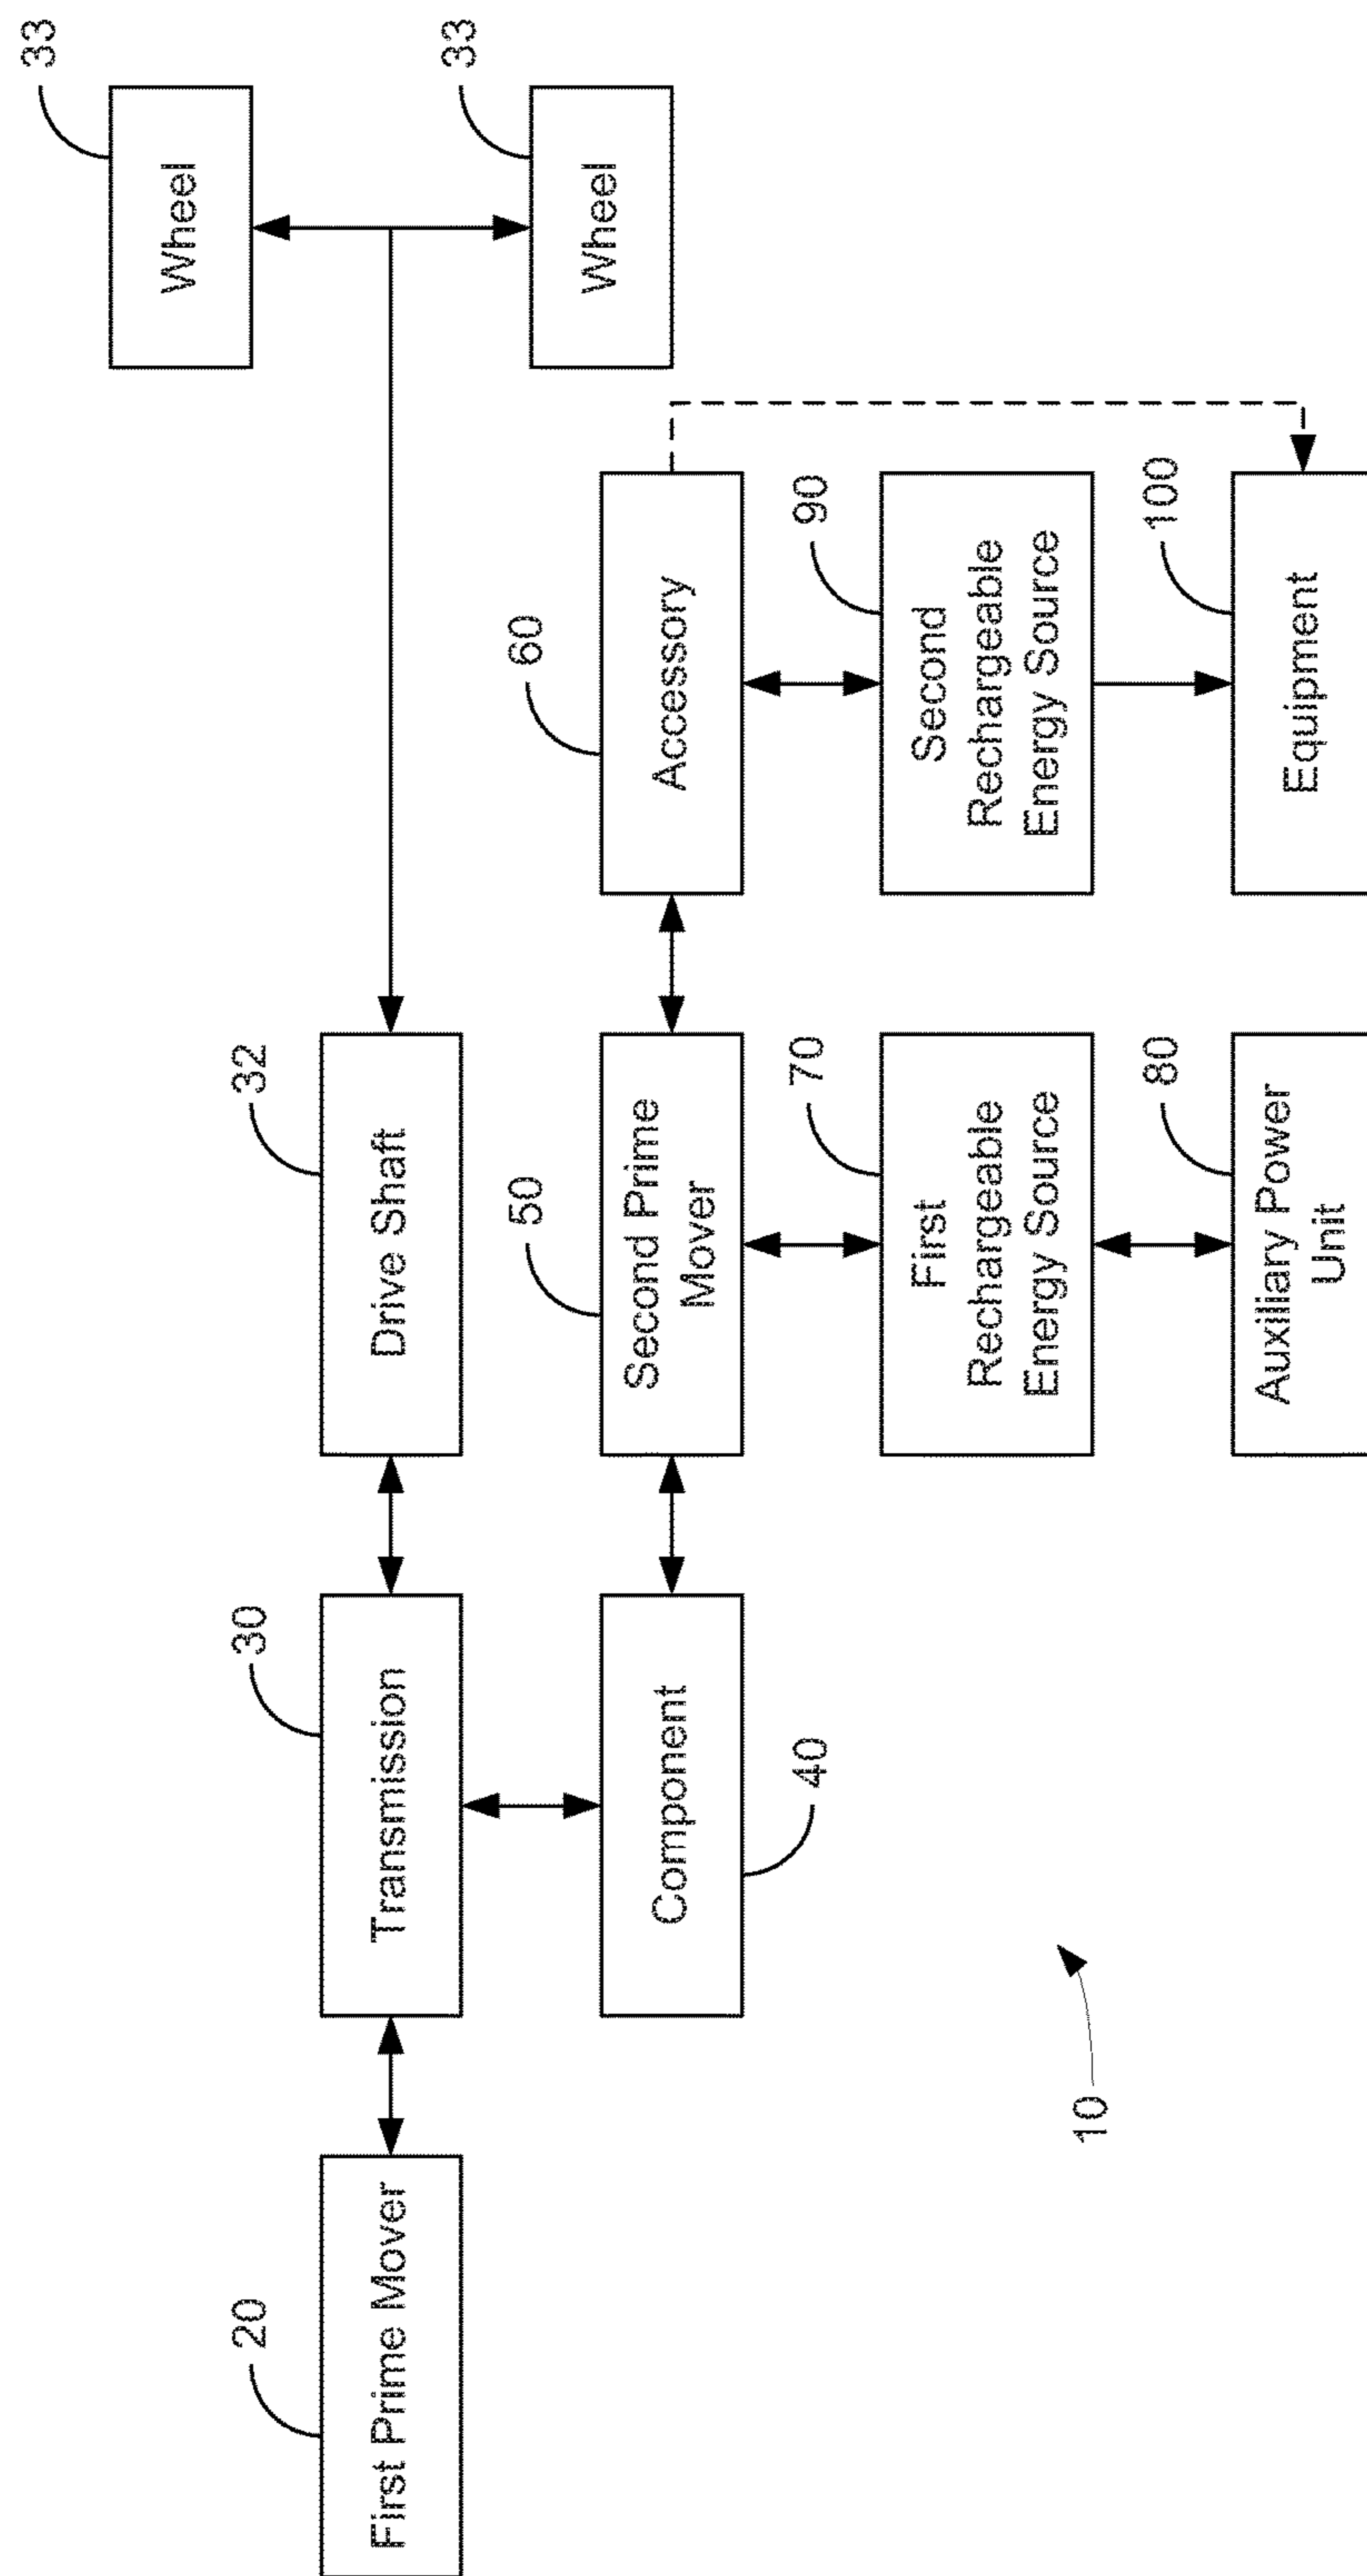 33
Wheel
33
Wheel
20
First Prime Mover
30
Transmission
32
Drive Shaft
40
Component
50
Second Prime
Mover
60
Accessory
70
First
Rechargeable
Energy Source
90
Second
Rechargeable
Energy Source
80
Auxiliary Power
Unit
100
Equipment
10